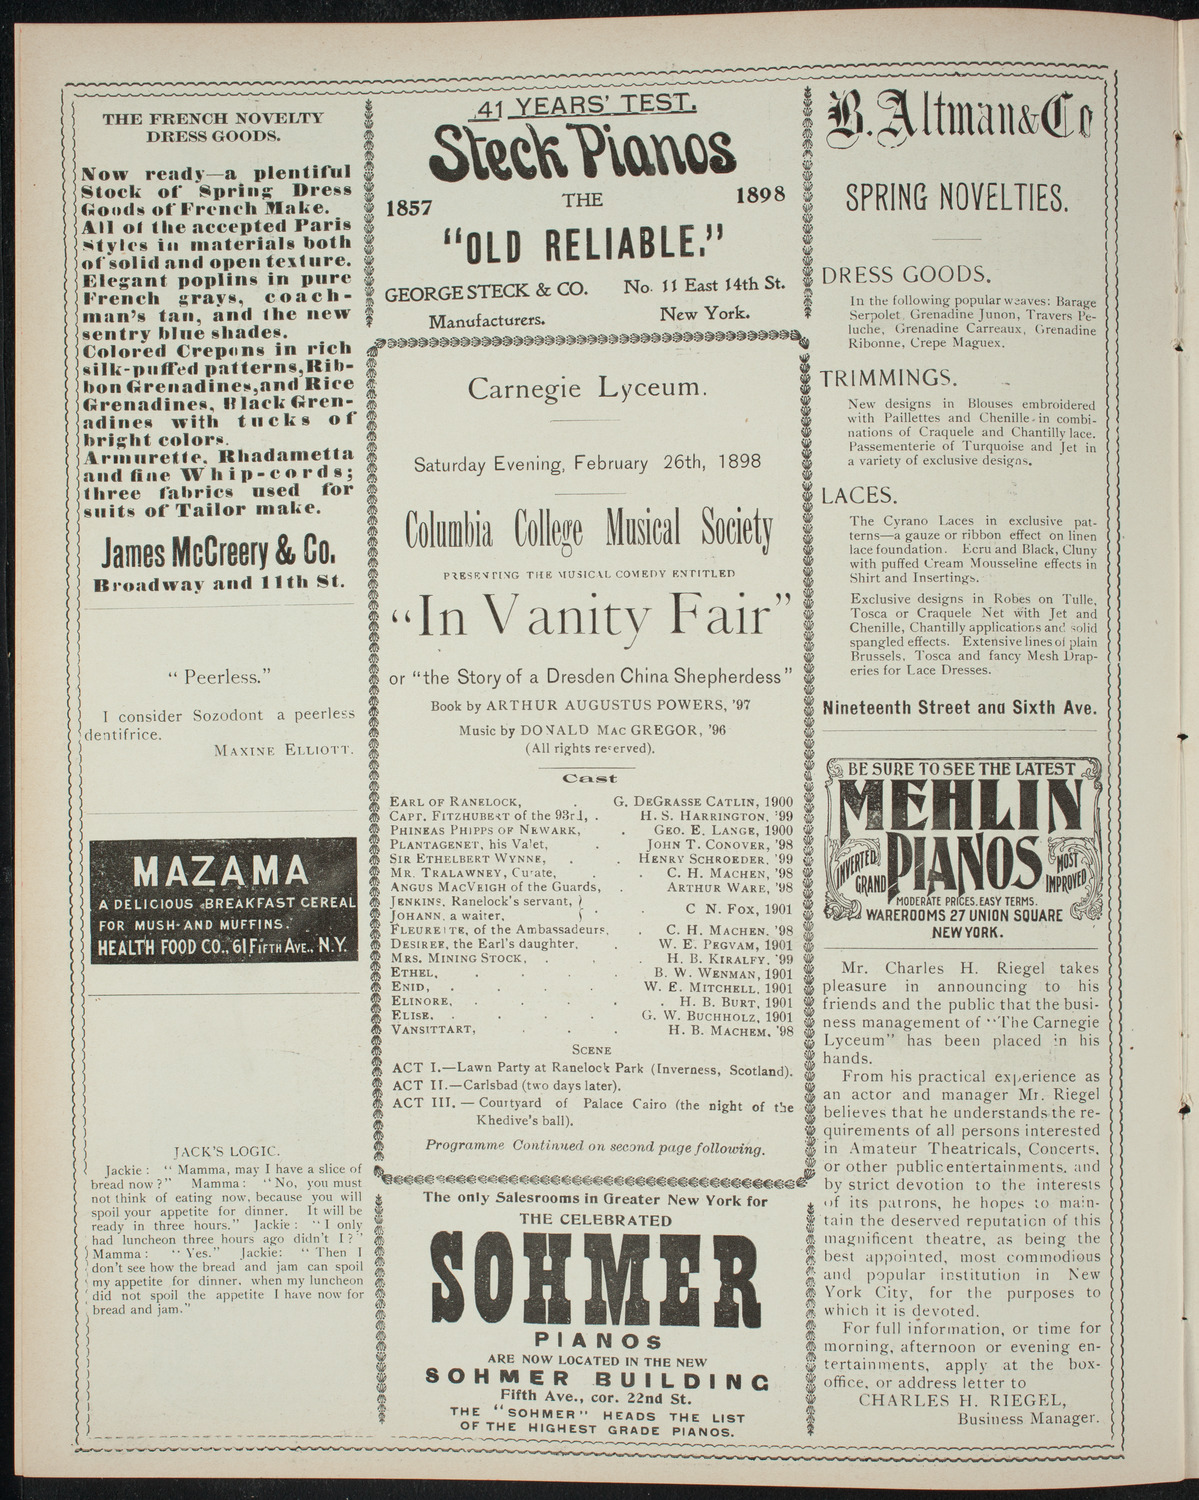 THE FRENCH NOVELTY
DRESS GOODS.
Now ready—a plentiful
Stock of Spring Dress
Goods of French Make.
All of the accepted Paris
Styles in materials both
of solid and open texture.
Elegant poplins in pure
French grays, coach-
man's tan, and the new
sentry blue shades.
Colored Crepons in rich
silk-puffed patterns, Rib-
bon Grenadines, and Rice
Grenadines, Black Gren-
adines with tucks of
bright colors.
Armurette, Rhadametta
and fine Whip-cords;
three fabrics used for
suits of Tailor make.
James McCreery & Co.
Broadway and 11th St.
"Peerless."
I consider Sozodont a peerless
dentifrice.
MAXINE ELLIOTT.
MAZAMA
A DELICIOUS BREAKFAST CEREAL
FOR MUSH AND MUFFINS.
HEALTH FOOD CO., 61 FIFTH AVE., N.Y.
JACK'S LOGIC.
Jackie: "Mamma, may I have a slice of
bread now?" Mamma: "No, you must
not think of eating now, because you will
spoil your appetite for dinner. It will be
ready in three hours." Jackie: "I only
had luncheon three hours ago didn't I?"
Mamma: "Yes." Jackie: "Then I
don't see how the bread and jam can spoil
my appetite for dinner, when my luncheon
did not spoil the appetite I have now for
bread and jam."
41 YEARS' TEST.
Steck Pianos
1857 THE 1898
"OLD RELIABLE."
GEORGE STECK & CO. No. 11 East 14th St.
Manufacturers. New York.
Carnegie Lyceum.
Saturday Evening, February 26th, 1898
Columbia College Musical Society
PRESENTING THE MUSICAL COMEDY ENTITLED
"In Vanity Fair"
or "the Story of a Dresden China Shepherdess"
Book by ARTHUR AUGUSTUS POWERS, '97
Music by DONALD MAC GREGOR, '96
(All rights reserved).
Cast
EARL OF RANELOCK, . G. DEGRASSE CATLIN, 1900
CAPT. FITZHUBERT of the 93rd, . H. S. HARRINGTON, '99
PHINEAS PHIPPS OF NEWARK, . GEO. E. LANGE, 1900
PLANTAGENET, his Valet, . JOHN T. CONOVER, '98
SIR ETHELBERT WYNNE, . . HENRY SCHROEDER, '99
MR. TRALAWNEY, Curate, . . C. H. MACHEN, '98
ANGUS MACVEIGH of the Guards, . ARTHUR WARE, '98
JENKINS, Ranelock's servant, }
JOHANN, a waiter, } . . C N. FOX, 1901
FLEUREITE, of the Ambassadeurs, . C. H. MACHEN, '98
DESIREE, the Earl's daughter, . W. E. PEGVAM, 1901
MRS. MINING STOCK, . . H. B. KIRALFY, '99
ETHEL, . . . . B. W. WENMAN, 1901
ENID, . . . . W. E. MITCHELL, 1901
ELINORE, . . . . . H. B. BURT, 1901
ELISE, . . . . G. W. BUCHHOLZ, 1901
VANSITTART, . . . H. B. MACHEM, '98
SCENE
ACT I.—Lawn Party at Ranelock Park (Inverness, Scotland).
ACT II.—Carlsbad (two days later).
ACT III.—Courtyard of Palace Cairo (the night of the
Khedive's ball).
Programme Continued on second page following.
The only Salesrooms in Greater New York for
THE CELEBRATED
SOHMER
PIANOS
ARE NOW LOCATED IN THE NEW
SOHMER BUILDING
Fifth Ave., cor. 22nd St.
THE "SOHMER" HEADS THE LIST
OF THE HIGHEST GRADE PIANOS.
B. Altman & Co
SPRING NOVELTIES.
DRESS GOODS.
In the following popular weaves: Barage
Serpolet, Grenadine Junon, Travers Pe-
luche, Grenadine Carreaux, Grenadine
Ribonne, Crepe Maguex.
TRIMMINGS.
New designs in Blouses embroidered
with Paillettes and Chenille in combi-
nations of Craquele and Chantilly lace.
Passementerie of Turquoise and Jet in
a variety of exclusive designs.
LACES.
The Cyrano Laces in exclusive pat-
terns—a gauze or ribbon effect on linen
lace foundation. Ecru and Black, Cluny
with puffed Cream Mousseline effects in
Shirt and Insertings.
Exclusive designs in Robes on Tulle,
Tosca or Craquele Net with Jet and
Chenille, Chantilly applications and solid
spangled effects. Extensive lines of plain
Brussels, Tosca and fancy Mesh Drap-
eries for Lace Dresses.
Nineteenth Street and Sixth Ave.
BE SURE TO SEE THE LATEST
MEHLIN
INVERTED GRAND PIANOS MOST IMPROVED
MODERATE PRICES. EASY TERMS.
WAREROOMS 27 UNION SQUARE
NEW YORK.
Mr. Charles H. Riegel takes
pleasure in announcing to his
friends and the public that the busi-
ness management of "The Carnegie
Lyceum" has been placed in his
hands.
From his practical experience as
an actor and manager Mr. Riegel
believes that he understands the re-
quirements of all persons interested
in Amateur Theatricals, Concerts,
or other public entertainments, and
by strict devotion to the interests
of its patrons, he hopes to main-
tain the deserved reputation of this
magnificent theatre, as being the
best appointed, most commodious
and popular institution in New
York City, for the purposes to
which it is devoted.
For full information, or time for
morning, afternoon or evening en-
tertainments, apply at the box-
office, or address letter to
CHARLES H. RIEGEL,
Business Manager.